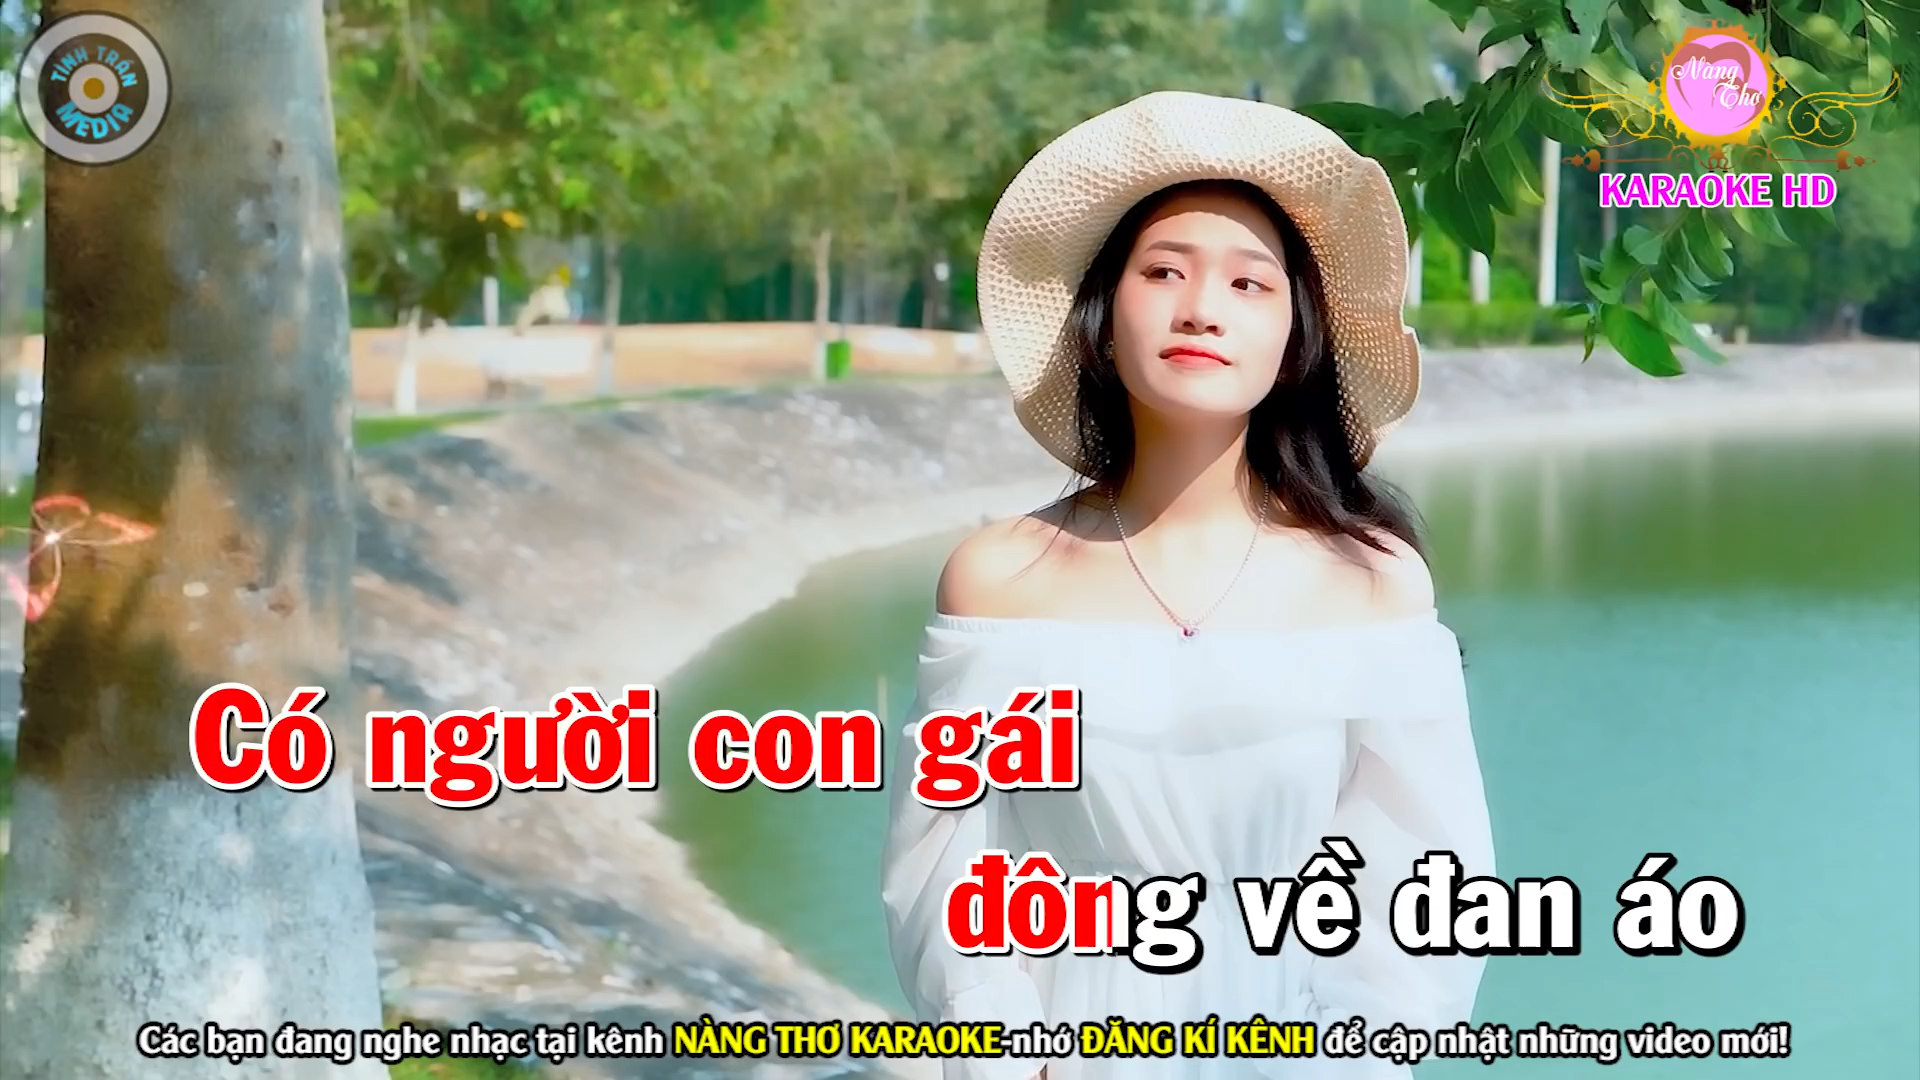 TÌNH TRẦN
MEDIA
Nàng
Thơ
KARAOKE HD
Có người con gái
đông về đan áo
Các bạn đang nghe nhạc tại kênh NÀNG THƠ KARAOKE-nhớ ĐĂNG KÍ KÊNH để cập nhật những video mới!